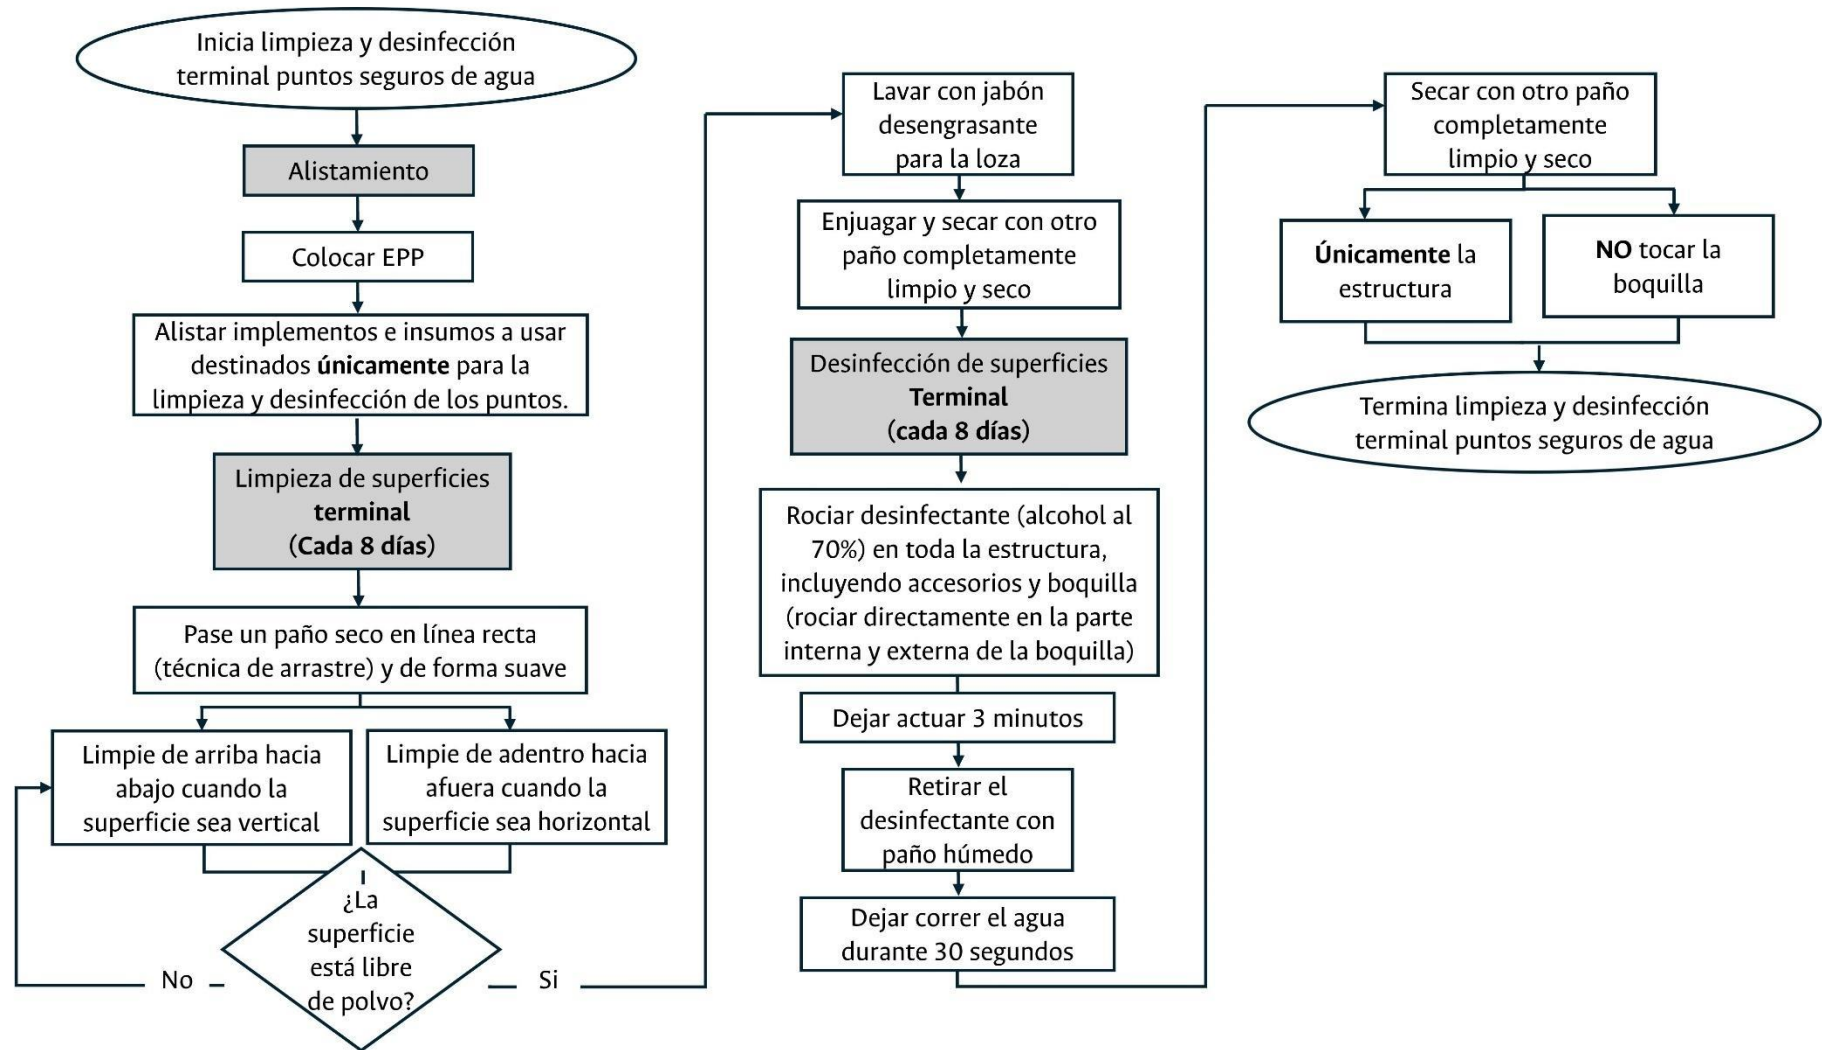 Inicia limpieza y desinfección
terminal puntos seguros de agua
Alistamiento
Colocar EPP
Alistar implementos e insumos a usar
destinados únicamente para la
limpieza y desinfección de los puntos.
Limpieza de superficies
terminal
(Cada 8 días)
Pase un paño seco en línea recta
(técnica de arrastre) y de forma suave
Limpie de arriba hacia
abajo cuando la
superficie sea vertical
Limpie de adentro hacia
afuera cuando la
superficie sea horizontal
¿La
superficie
está libre
de polvo?
No
Si
Lavar con jabón
desengrasante
para la loza
Enjuagar y secar con otro
paño completamente
limpio y seco
Desinfección de superficies
Terminal
(cada 8 días)
Rociar desinfectante (alcohol al
70%) en toda la estructura,
incluyendo accesorios y boquilla
(rociar directamente en la parte
interna y externa de la boquilla)
Dejar actuar 3 minutos
Retirar el
desinfectante con
paño húmedo
Dejar correr el agua
durante 30 segundos
Secar con otro paño
completamente
limpio y seco
Únicamente la
estructura
NO tocar la
boquilla
Termina limpieza y desinfección
terminal puntos seguros de agua